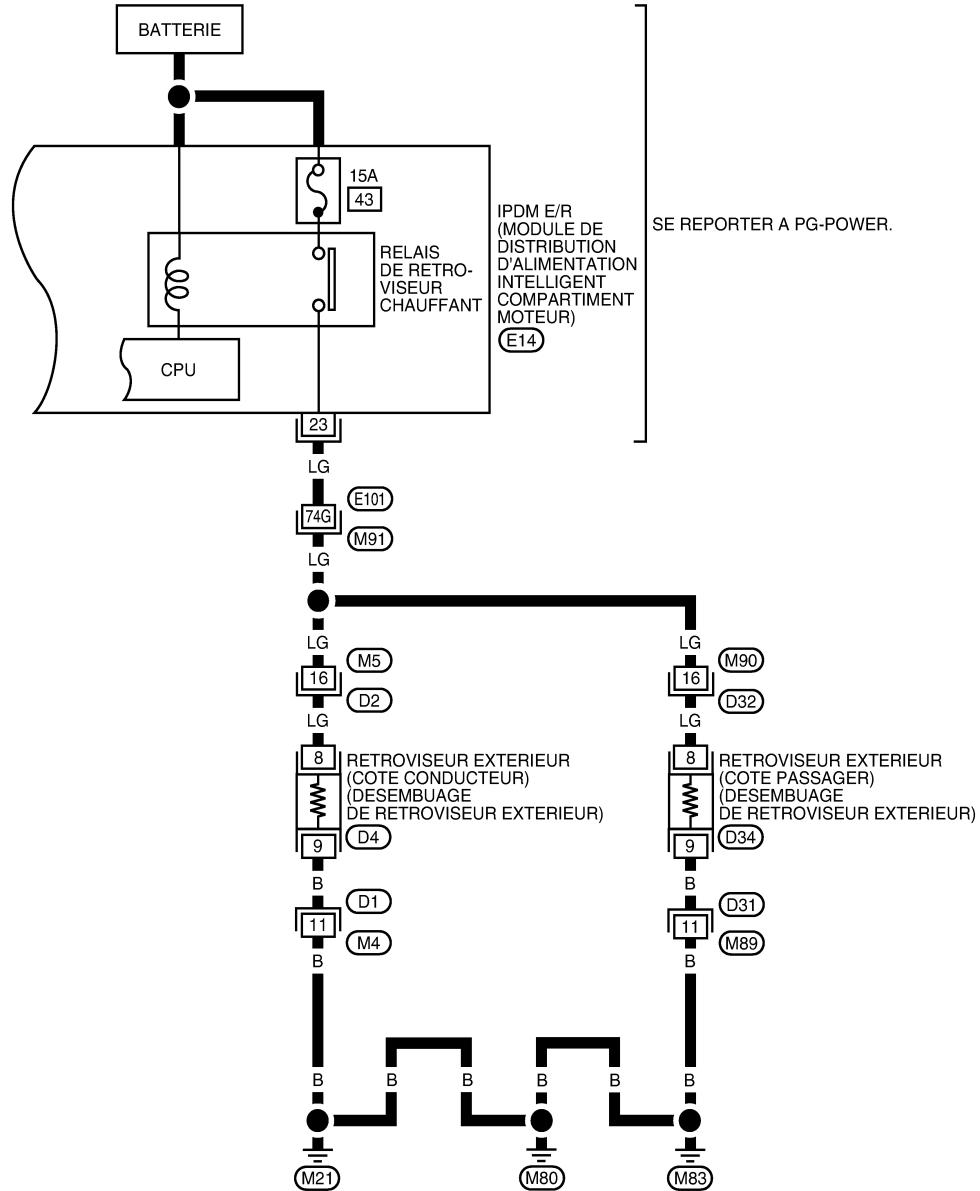 BATTERIE
15A
43
RELAIS
DE RETRO-
VISEUR
CHAUFFANT
CPU
IPDM E/R
(MODULE DE
DISTRIBUTION
D'ALIMENTATION
INTELLIGENT
COMPARTIMENT
MOTEUR)
E14
SE REPORTER A PG-POWER.
23
LG
E101
74G
M91
LG
LG
LG
M5
16
D2
M90
16
D32
LG
LG
8
RETROVISEUR EXTERIEUR
(COTE CONDUCTEUR)
(DESEMBUAGE
DE RETROVISEUR EXTERIEUR)
D4
9
8
RETROVISEUR EXTERIEUR
(COTE PASSAGER)
(DESEMBUAGE
DE RETROVISEUR EXTERIEUR)
D34
9
B
B
D1
11
M4
D31
11
M89
B
B
B
B
B
B
B
B
M21
M80
M83